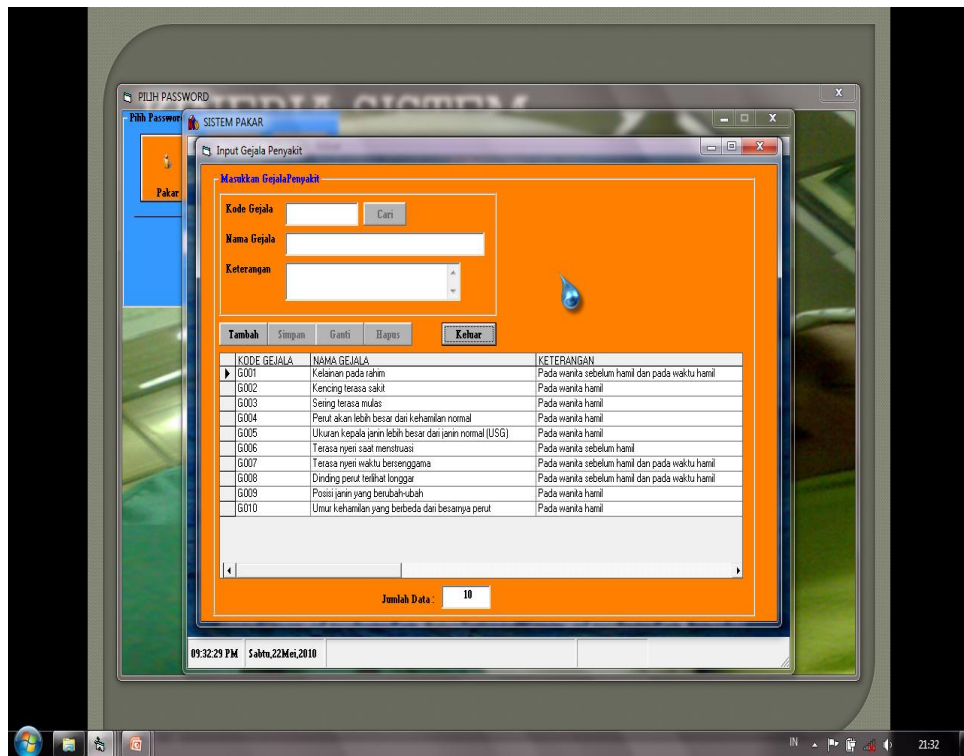 PILIH PASSWORD
SISTEM
Pilih Passwor
SISTEM PAKAR
Pakar
Input Gejala Penyakit
Masukkan GejalaPenyakit
Kode Gejala
Cari
Nama Gejala
Keterangan
Tambah Simpan Ganti Hapus Keluar
KODE GEJALA NAMA GEJALA KETERANGAN
G001 Kelainan pada rahim Pada wanita sebelum hamil dan pada waktu hamil
G002 Kencing terasa sakit Pada wanita hamil
G003 Sering terasa mulas Pada wanita hamil
G004 Perut akan lebih besar dari kehamilan normal Pada wanita hamil
G005 Ukuran kepala janin lebih besar dari janin normal (USG) Pada wanita hamil
G006 Terasa nyeri saat menstruasi Pada wanita sebelum hamil
G007 Terasa nyeri waktu bersenggama Pada wanita sebelum hamil dan pada waktu hamil
G008 Dinding perut terlihat longgar Pada wanita sebelum hamil dan pada waktu hamil
G009 Posisi janin yang berubah-ubah Pada wanita hamil
G010 Umur kehamilan yang berbeda dari besarnya perut Pada wanita hamil
Jumlah Data : 10
09:32:29 PM Sabtu,22Mei,2010
IN 21:32